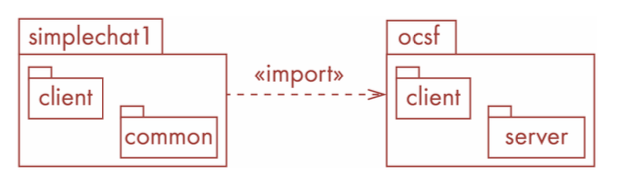 simplechat1
ocsf
«import»
client
common
client
server